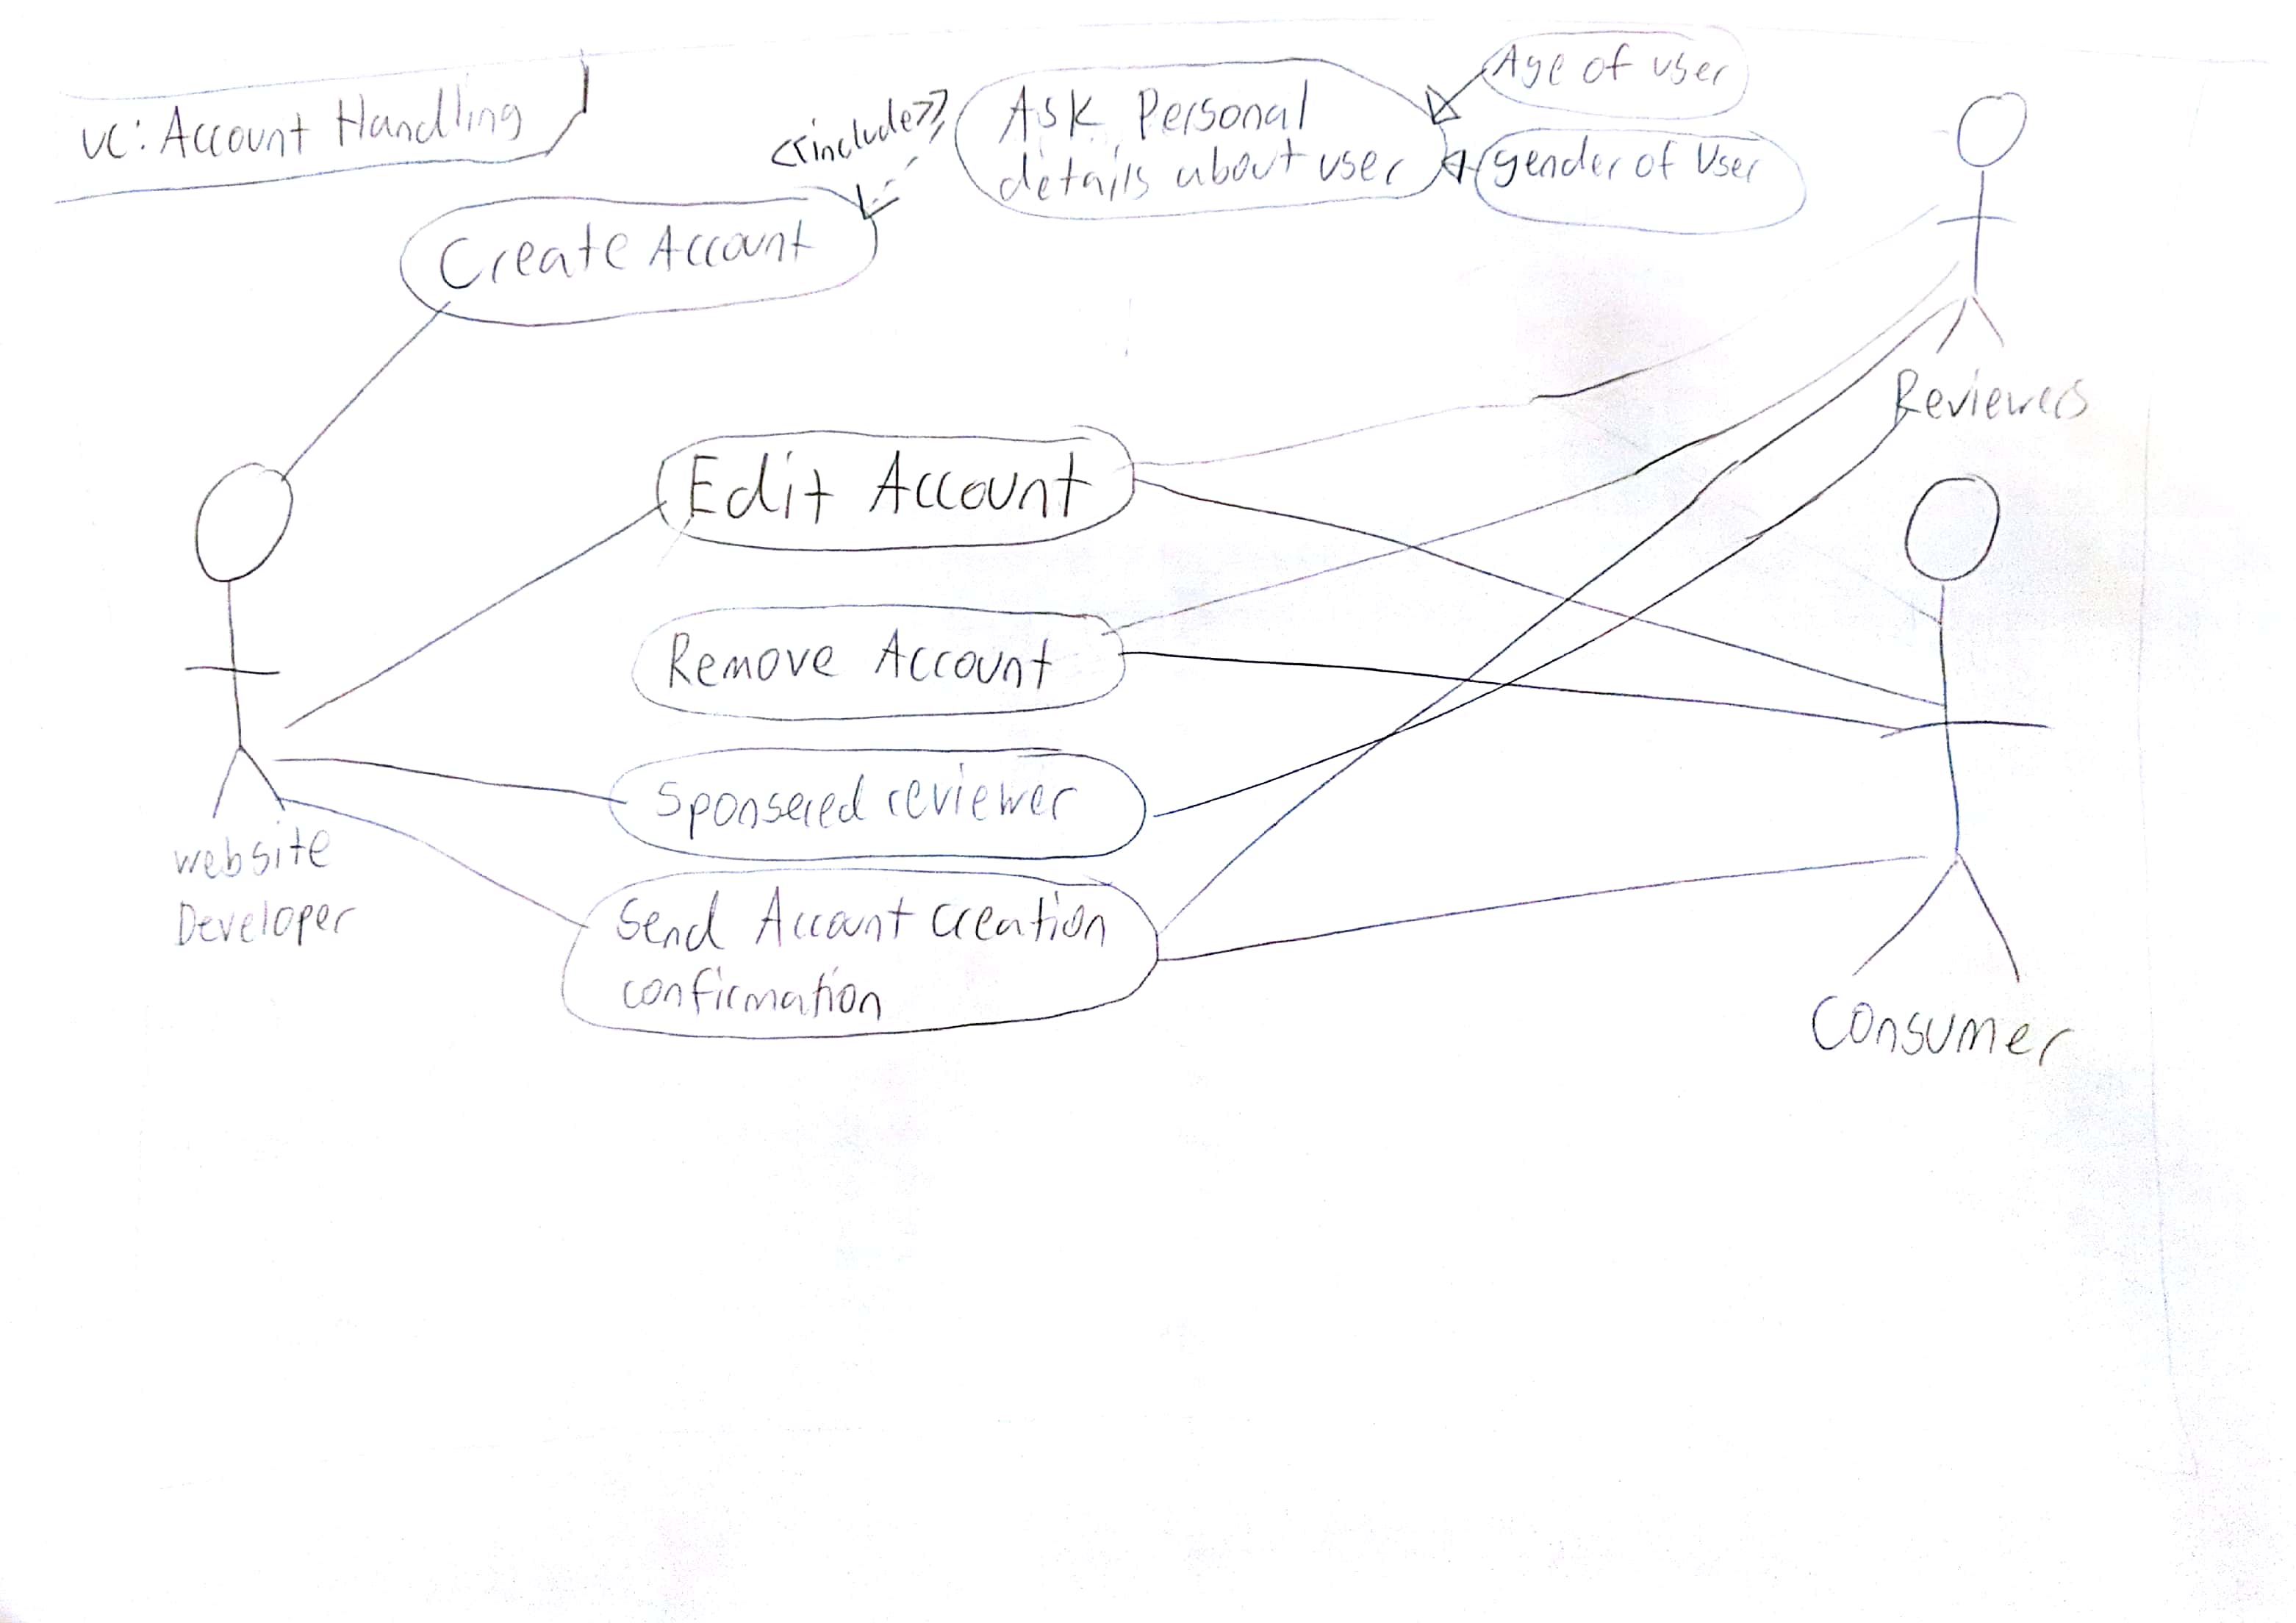 uc: Account Handling
<<include>>
Ask Personal
details about user
Age of user
gender of User
Create Account
Reviewers
Edit Account
Remove Account
Sponsered reviewer
website
Developer
Send Account creation
confirmation
Consumer